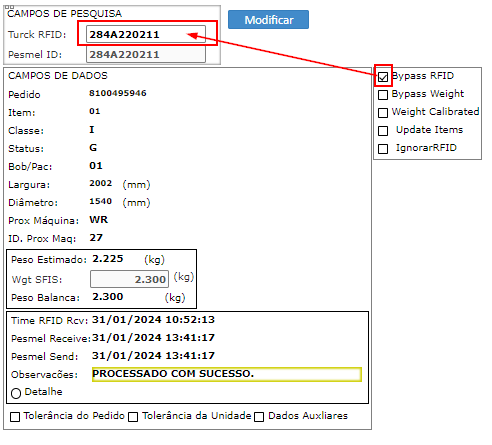 CAMPOS DE PESQUISA
Turck RFID: 284A220211
Pesmel ID: 284A220211
Modificar
CAMPOS DE DADOS
Pedido 8100495946
Item: 01
Classe: I
Status: G
Bob/Pac: 01
Largura: 2002 (mm)
Diâmetro: 1540 (mm)
Prox Máquina: WR
ID. Prox Maq: 27
Peso Estimado: 2.225 (kg)
Wgt SFIS: 2.300 (kg)
Peso Balanca: 2.300 (kg)
Time RFID Rcv: 31/01/2024 10:52:13
Pesmel Receive: 31/01/2024 13:41:17
Pesmel Send: 31/01/2024 13:41:17
Observacões: PROCESSADO COM SUCESSO.
Detalhe
Tolerância do Pedido Tolerância da Unidade Dados Auxliares
Bypass RFID
Bypass Weight
Weight Calibrated
Update Items
IgnorarRFID